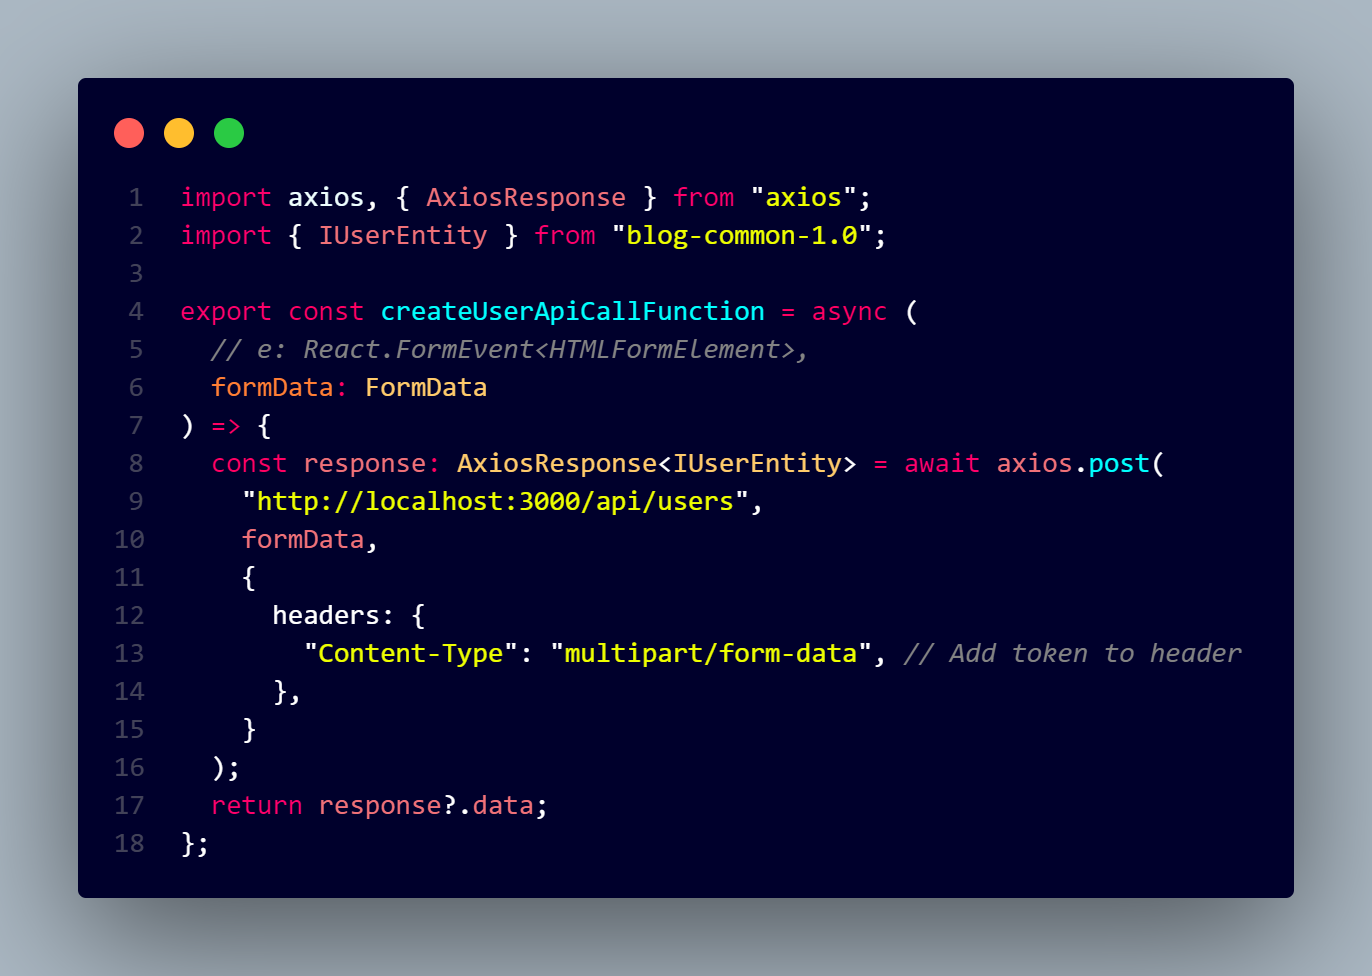 1 import axios, { AxiosResponse } from "axios";
2 import { IUserEntity } from "blog-common-1.0";
3
4 export const createUserApiCallFunction = async (
5   // e: React.FormEvent<HTMLFormElement>,
6   formData: FormData
7 ) => {
8   const response: AxiosResponse<IUserEntity> = await axios.post(
9     "http://localhost:3000/api/users",
10     formData,
11     {
12       headers: {
13         "Content-Type": "multipart/form-data", // Add token to header
14       },
15     }
16   );
17   return response?.data;
18 };